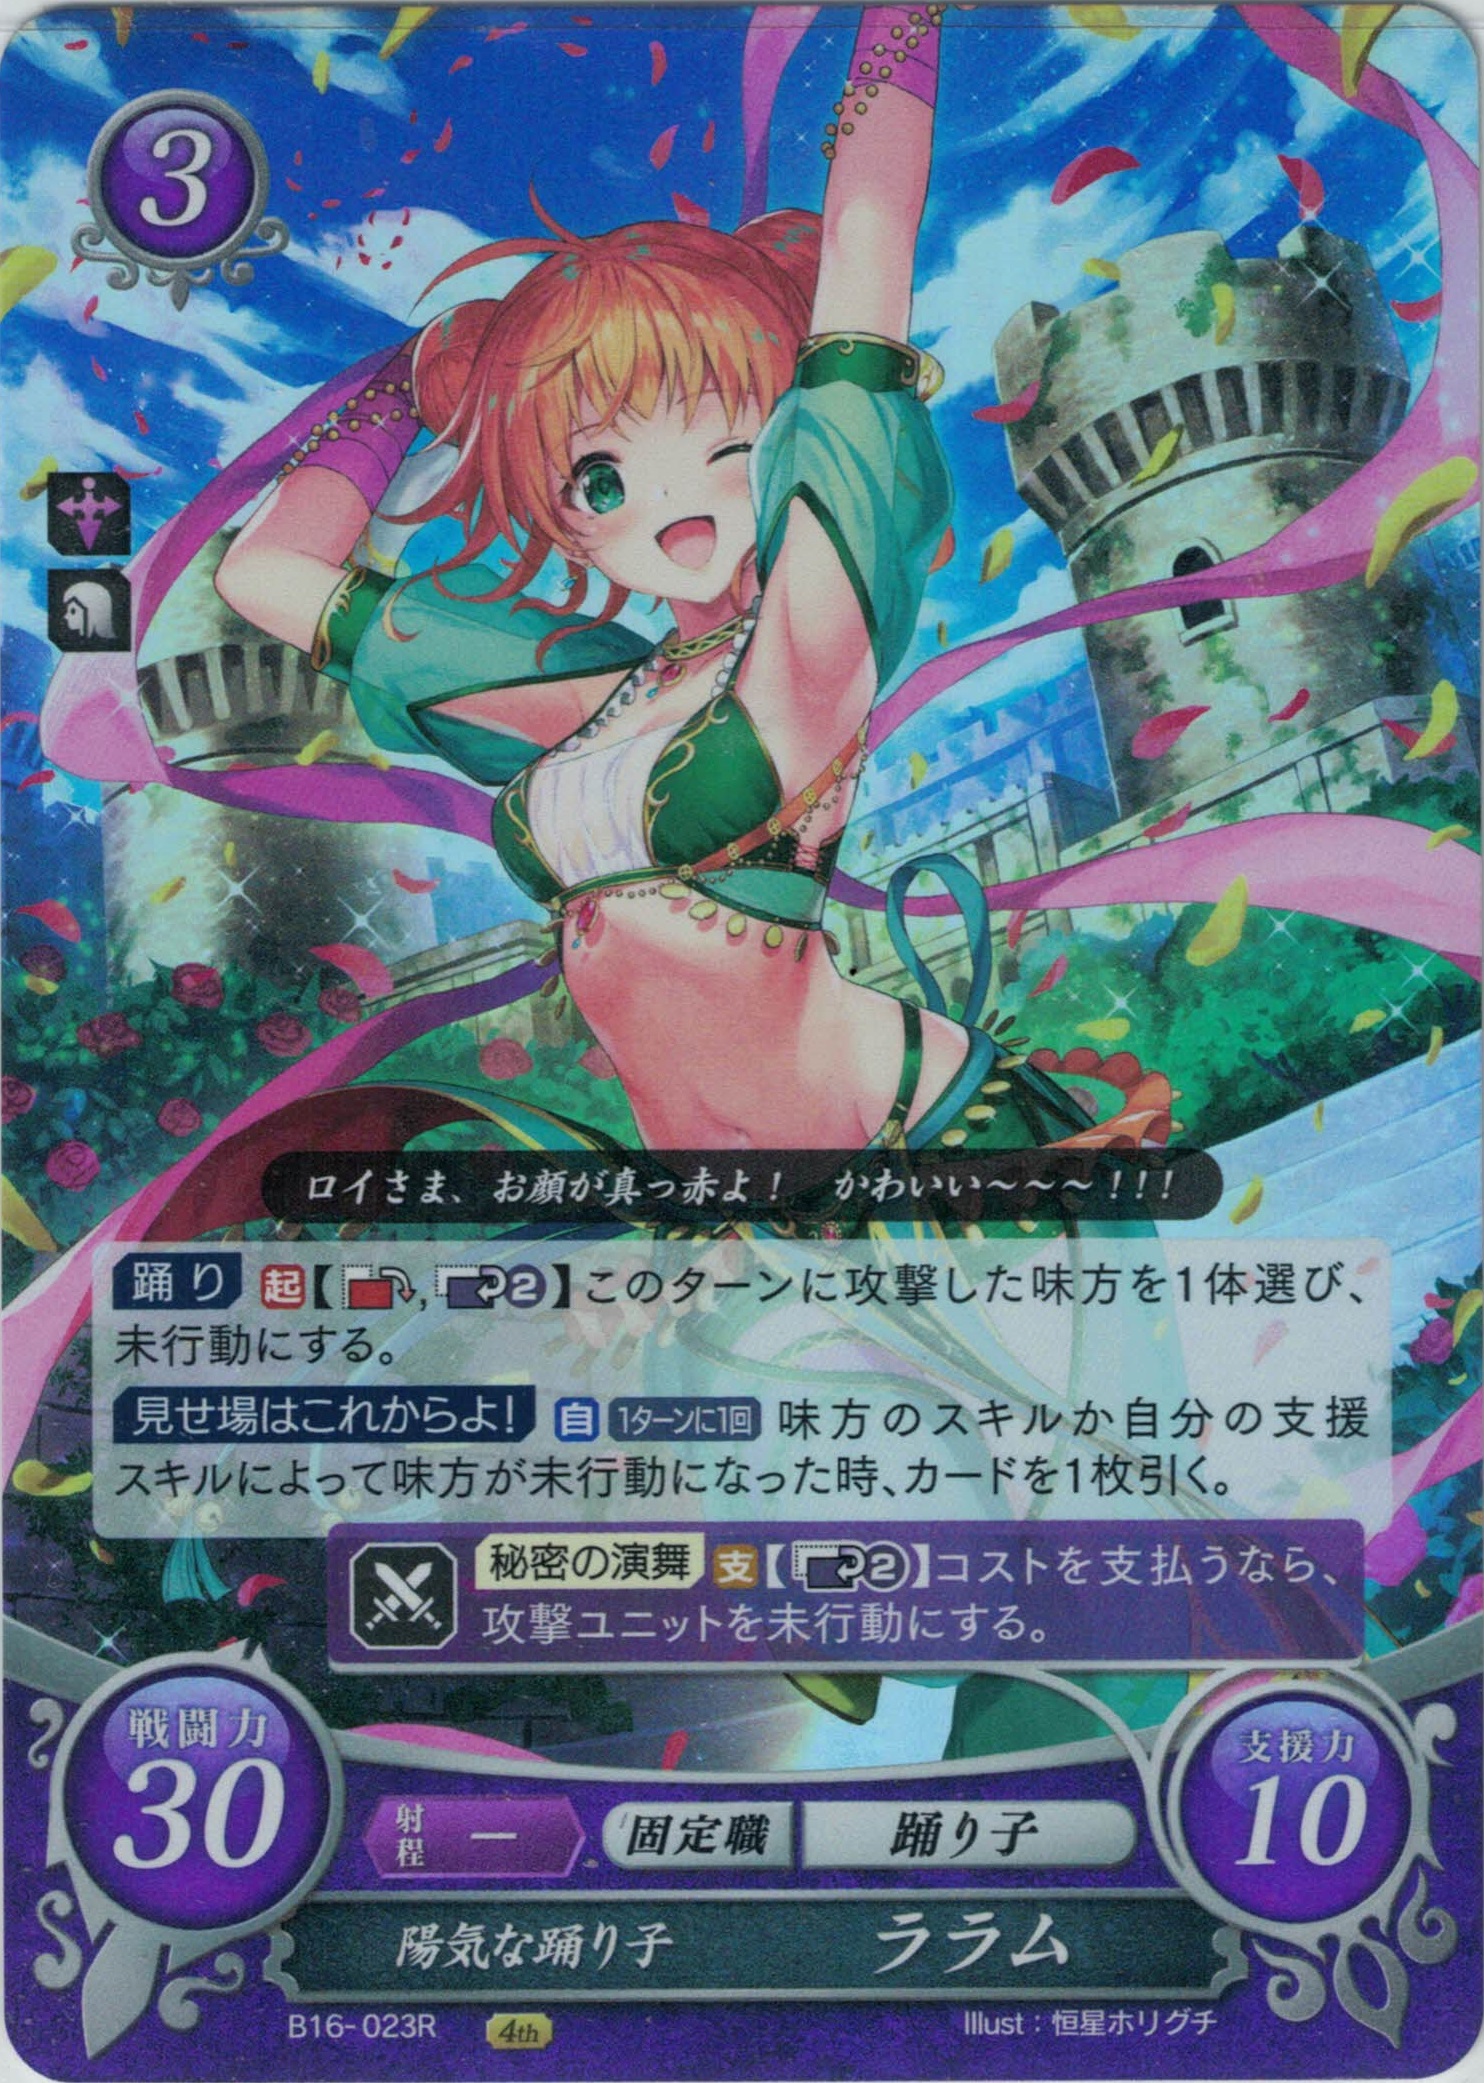 3
ロイさま、お顔が真っ赤よ！　かわいい～～～！！！
踊り 起【,2】このターンに攻撃した味方を1体選び、
未行動にする。
見せ場はこれからよ! 自 1ターンに1回 味方のスキルか自分の支援
スキルによって味方が未行動になった時、カードを1枚引く。
秘密の演舞 支【2】コストを支払うなら、
攻撃ユニットを未行動にする。
戦闘力
30
射程 — 固定職 踊り子
支援力
10
陽気な踊り子 ララム
B16-023R 4th Illust：恒星ホリグチ